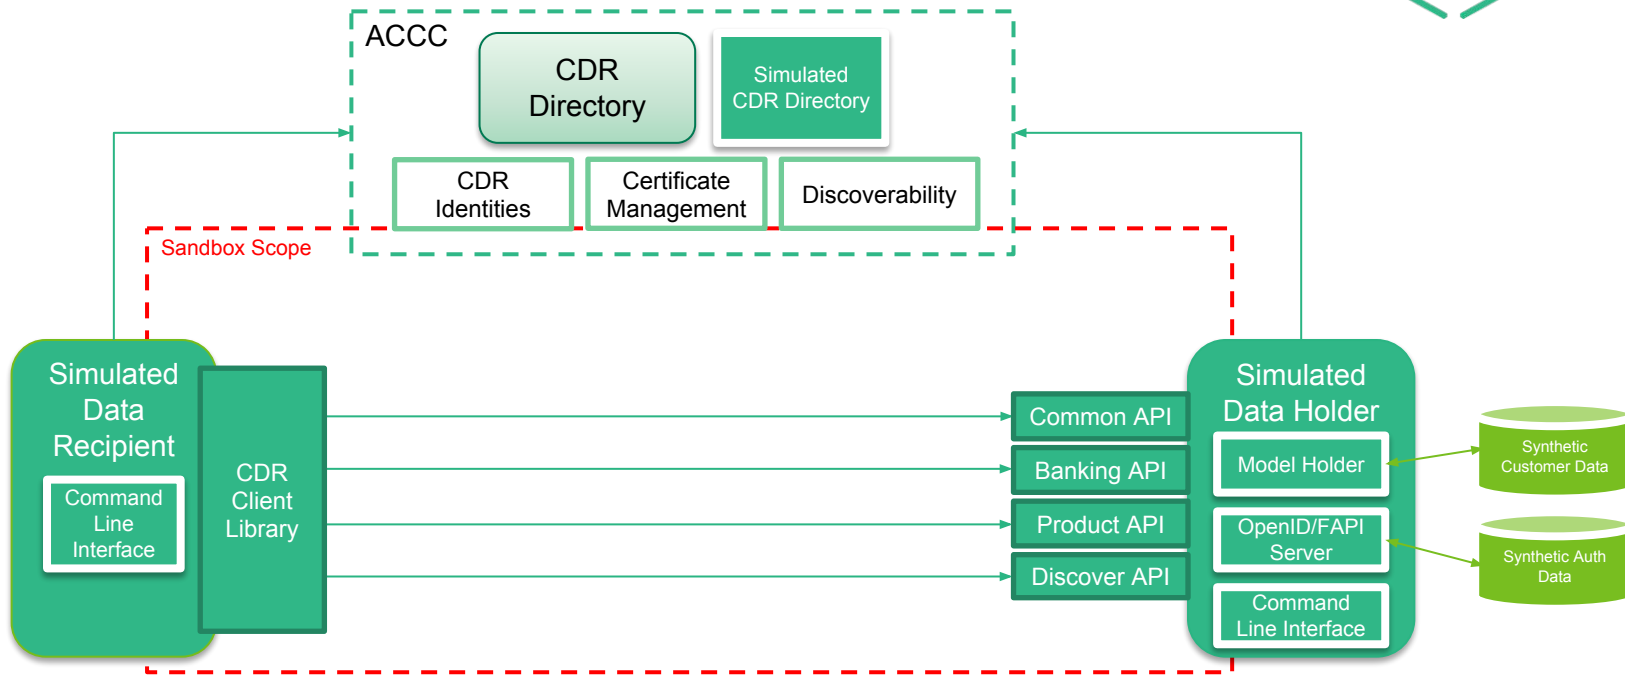 ACCC
CDR
Directory
Simulated
CDR Directory
CDR
Identities
Certificate
Management
Discoverability
Sandbox Scope
Simulated
Data
Recipient
Command
Line
Interface
CDR
Client
Library
Common API
Banking API
Product API
Discover API
Simulated
Data Holder
Model Holder
OpenID/FAPI
Server
Command
Line Interface
Synthetic
Customer Data
Synthetic Auth
Data